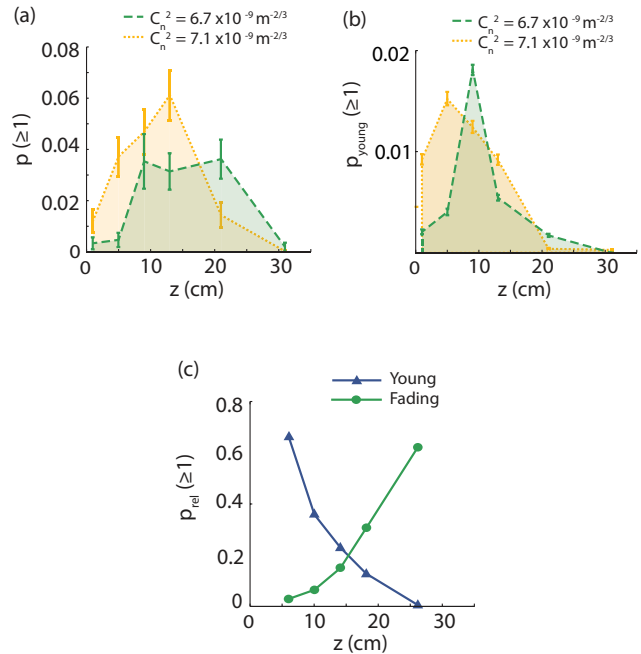 (a)
C_n^2 = 6.7 x10^-9 m^-2/3
C_n^2 = 7.1 x10^-9 m^-2/3
0.08
0.06
0.04
0.02
0
p (≥1)
0 10 20 30
z (cm)
(b)
C_n^2 = 6.7 x10^-9 m^-2/3
C_n^2 = 7.1 x10^-9 m^-2/3
0.02
0.01
p_young (≥1)
0 10 20 30
z (cm)
(c)
Young
Fading
0.8
0.6
0.4
0.2
0
p_rel (≥1)
0 10 20 30
z (cm)